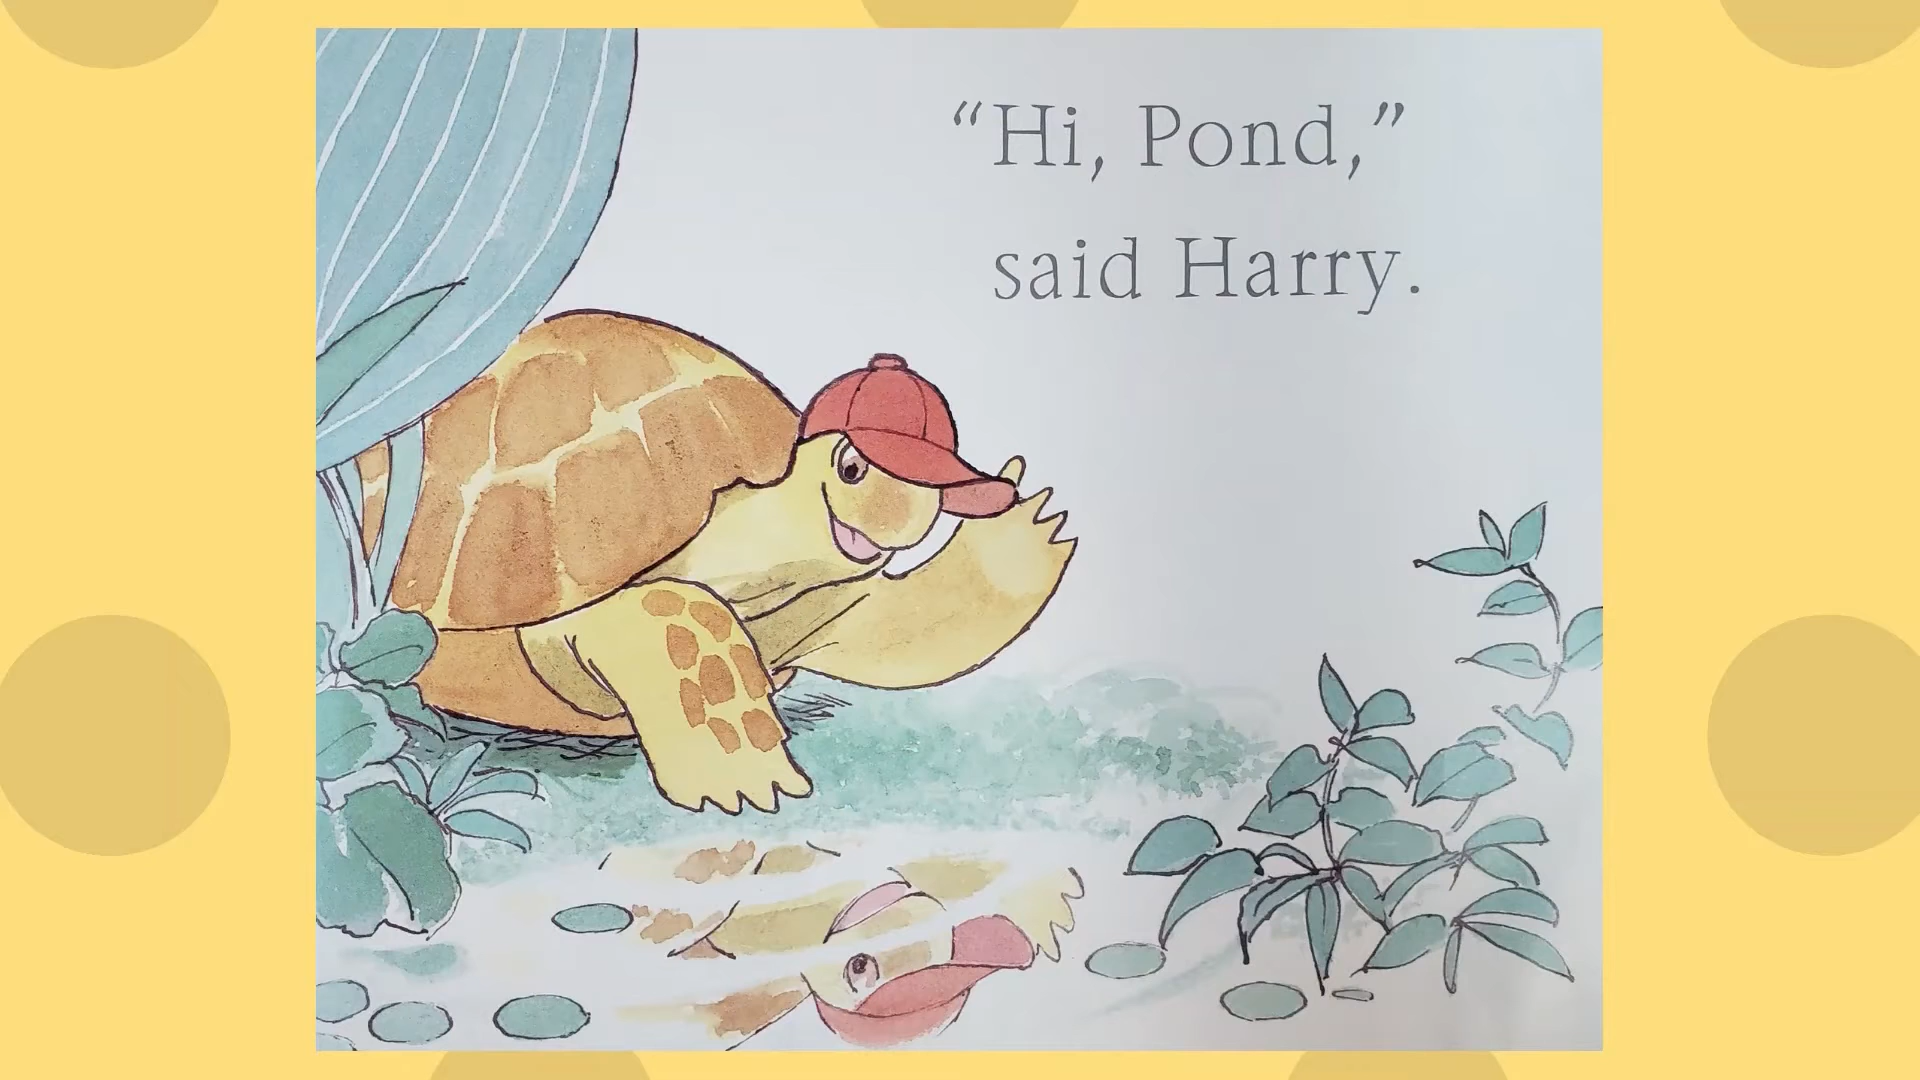 “Hi, Pond,”
said Harry.